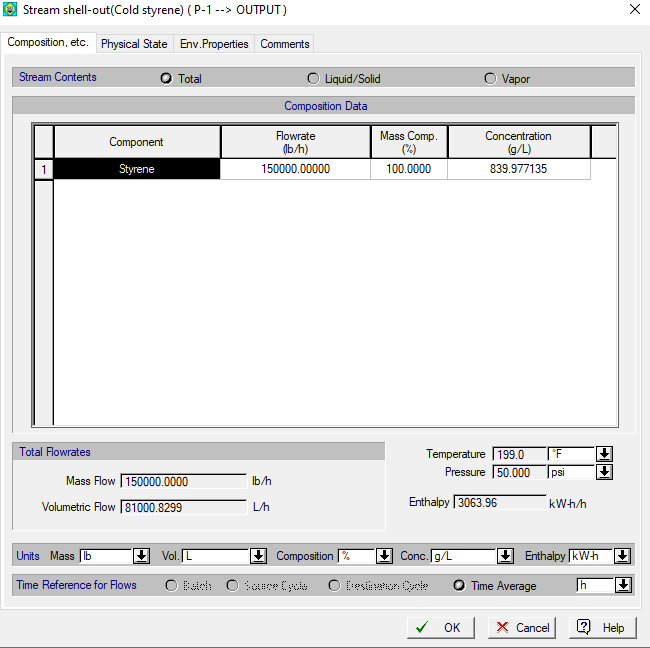 Stream shell-out(Cold styrene) ( P-1 --> OUTPUT )
Composition, etc. Physical State Env.Properties Comments
Stream Contents Total Liquid/Solid Vapor
Composition Data
Component Flowrate (lb/h) Mass Comp. (%) Concentration (g/L)
1 Styrene 150000.00000 100.0000 839.977135
Total Flowrates
Mass Flow 150000.0000 lb/h
Volumetric Flow 81000.8299 L/h
Temperature 199.0 °F
Pressure 50.000 psi
Enthalpy 3063.96 kW-h/h
Units Mass lb Vol. L Composition % Conc. g/L Enthalpy kW-h
Time Reference for Flows Batch Source Cycle Destination Cycle Time Average h
OK Cancel Help